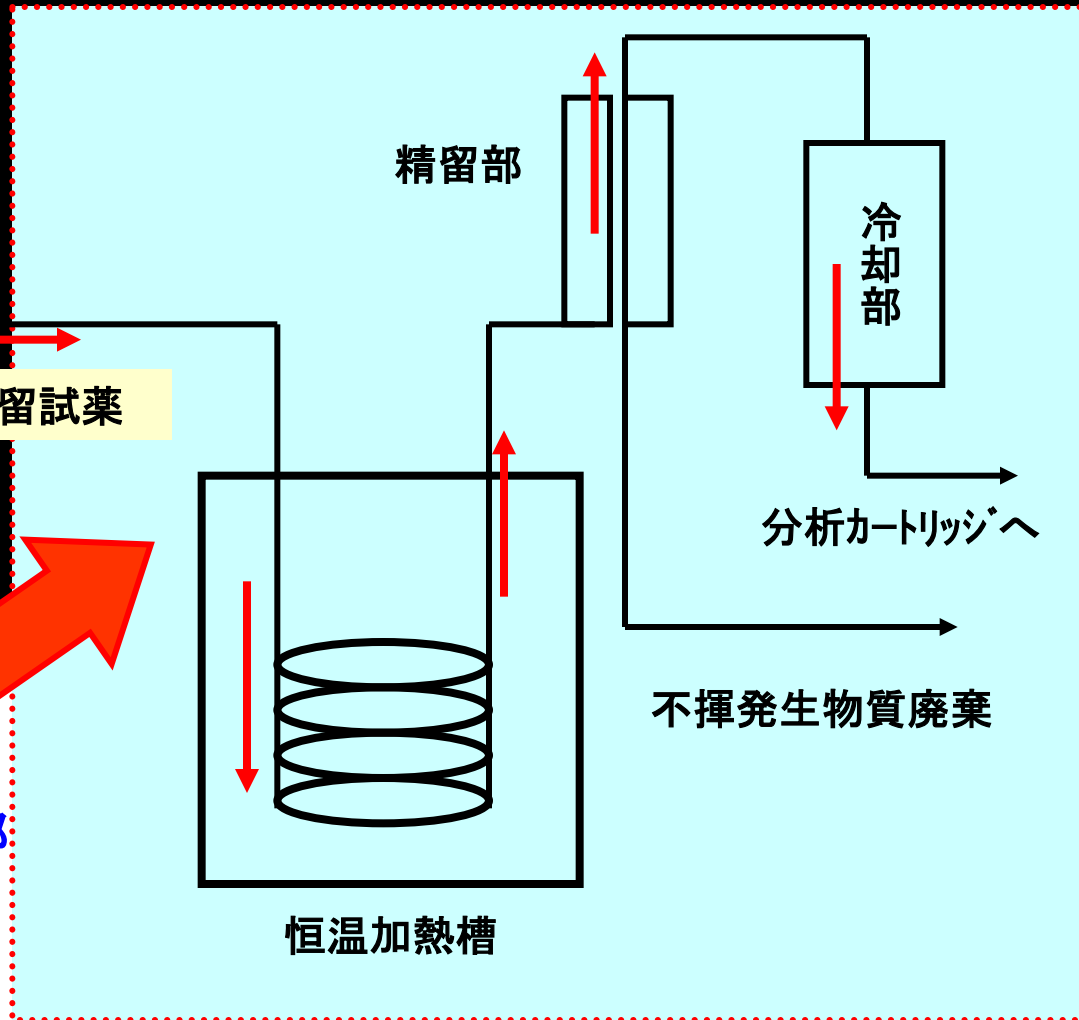 精留部
冷却部
留試薬
分析カートリッジへ
不揮発生物質廃棄
恒温加熱槽